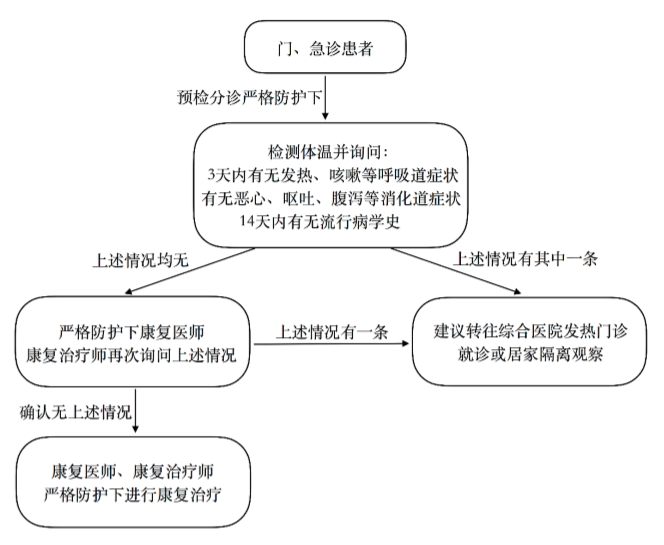 门、急诊患者
预检分诊严格防护下
检测体温并询问:
3天内有无发热、咳嗽等呼吸道症状
有无恶心、呕吐、腹泻等消化道症状
14天内有无流行病学史
上述情况均无
上述情况有其中一条
严格防护下康复医师
康复治疗师再次询问上述情况
上述情况有一条
建议转往综合医院发热门诊
就诊或居家隔离观察
确认无上述情况
康复医师、康复治疗师
严格防护下进行康复治疗